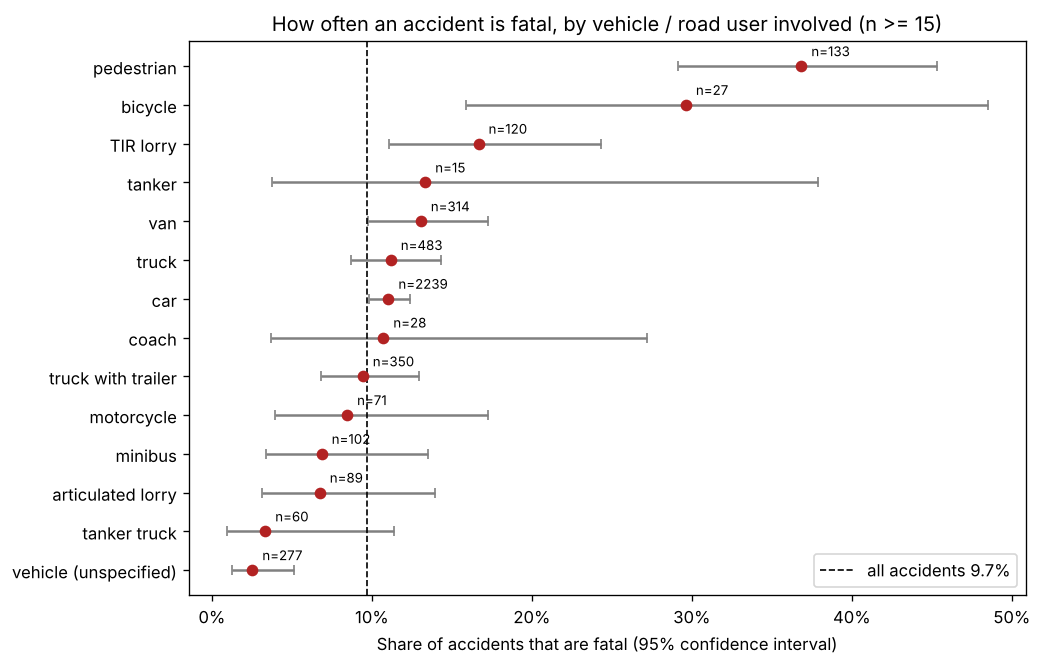 How often an accident is fatal, by vehicle / road user involved (n >= 15)
pedestrian
n=133
bicycle
n=27
TIR lorry
n=120
tanker
n=15
van
n=314
truck
n=483
car
n=2239
coach
n=28
truck with trailer
n=350
motorcycle
n=71
minibus
n=102
articulated lorry
n=89
tanker truck
n=60
vehicle (unspecified)
n=277
all accidents 9.7%
0% 10% 20% 30% 40% 50%
Share of accidents that are fatal (95% confidence interval)